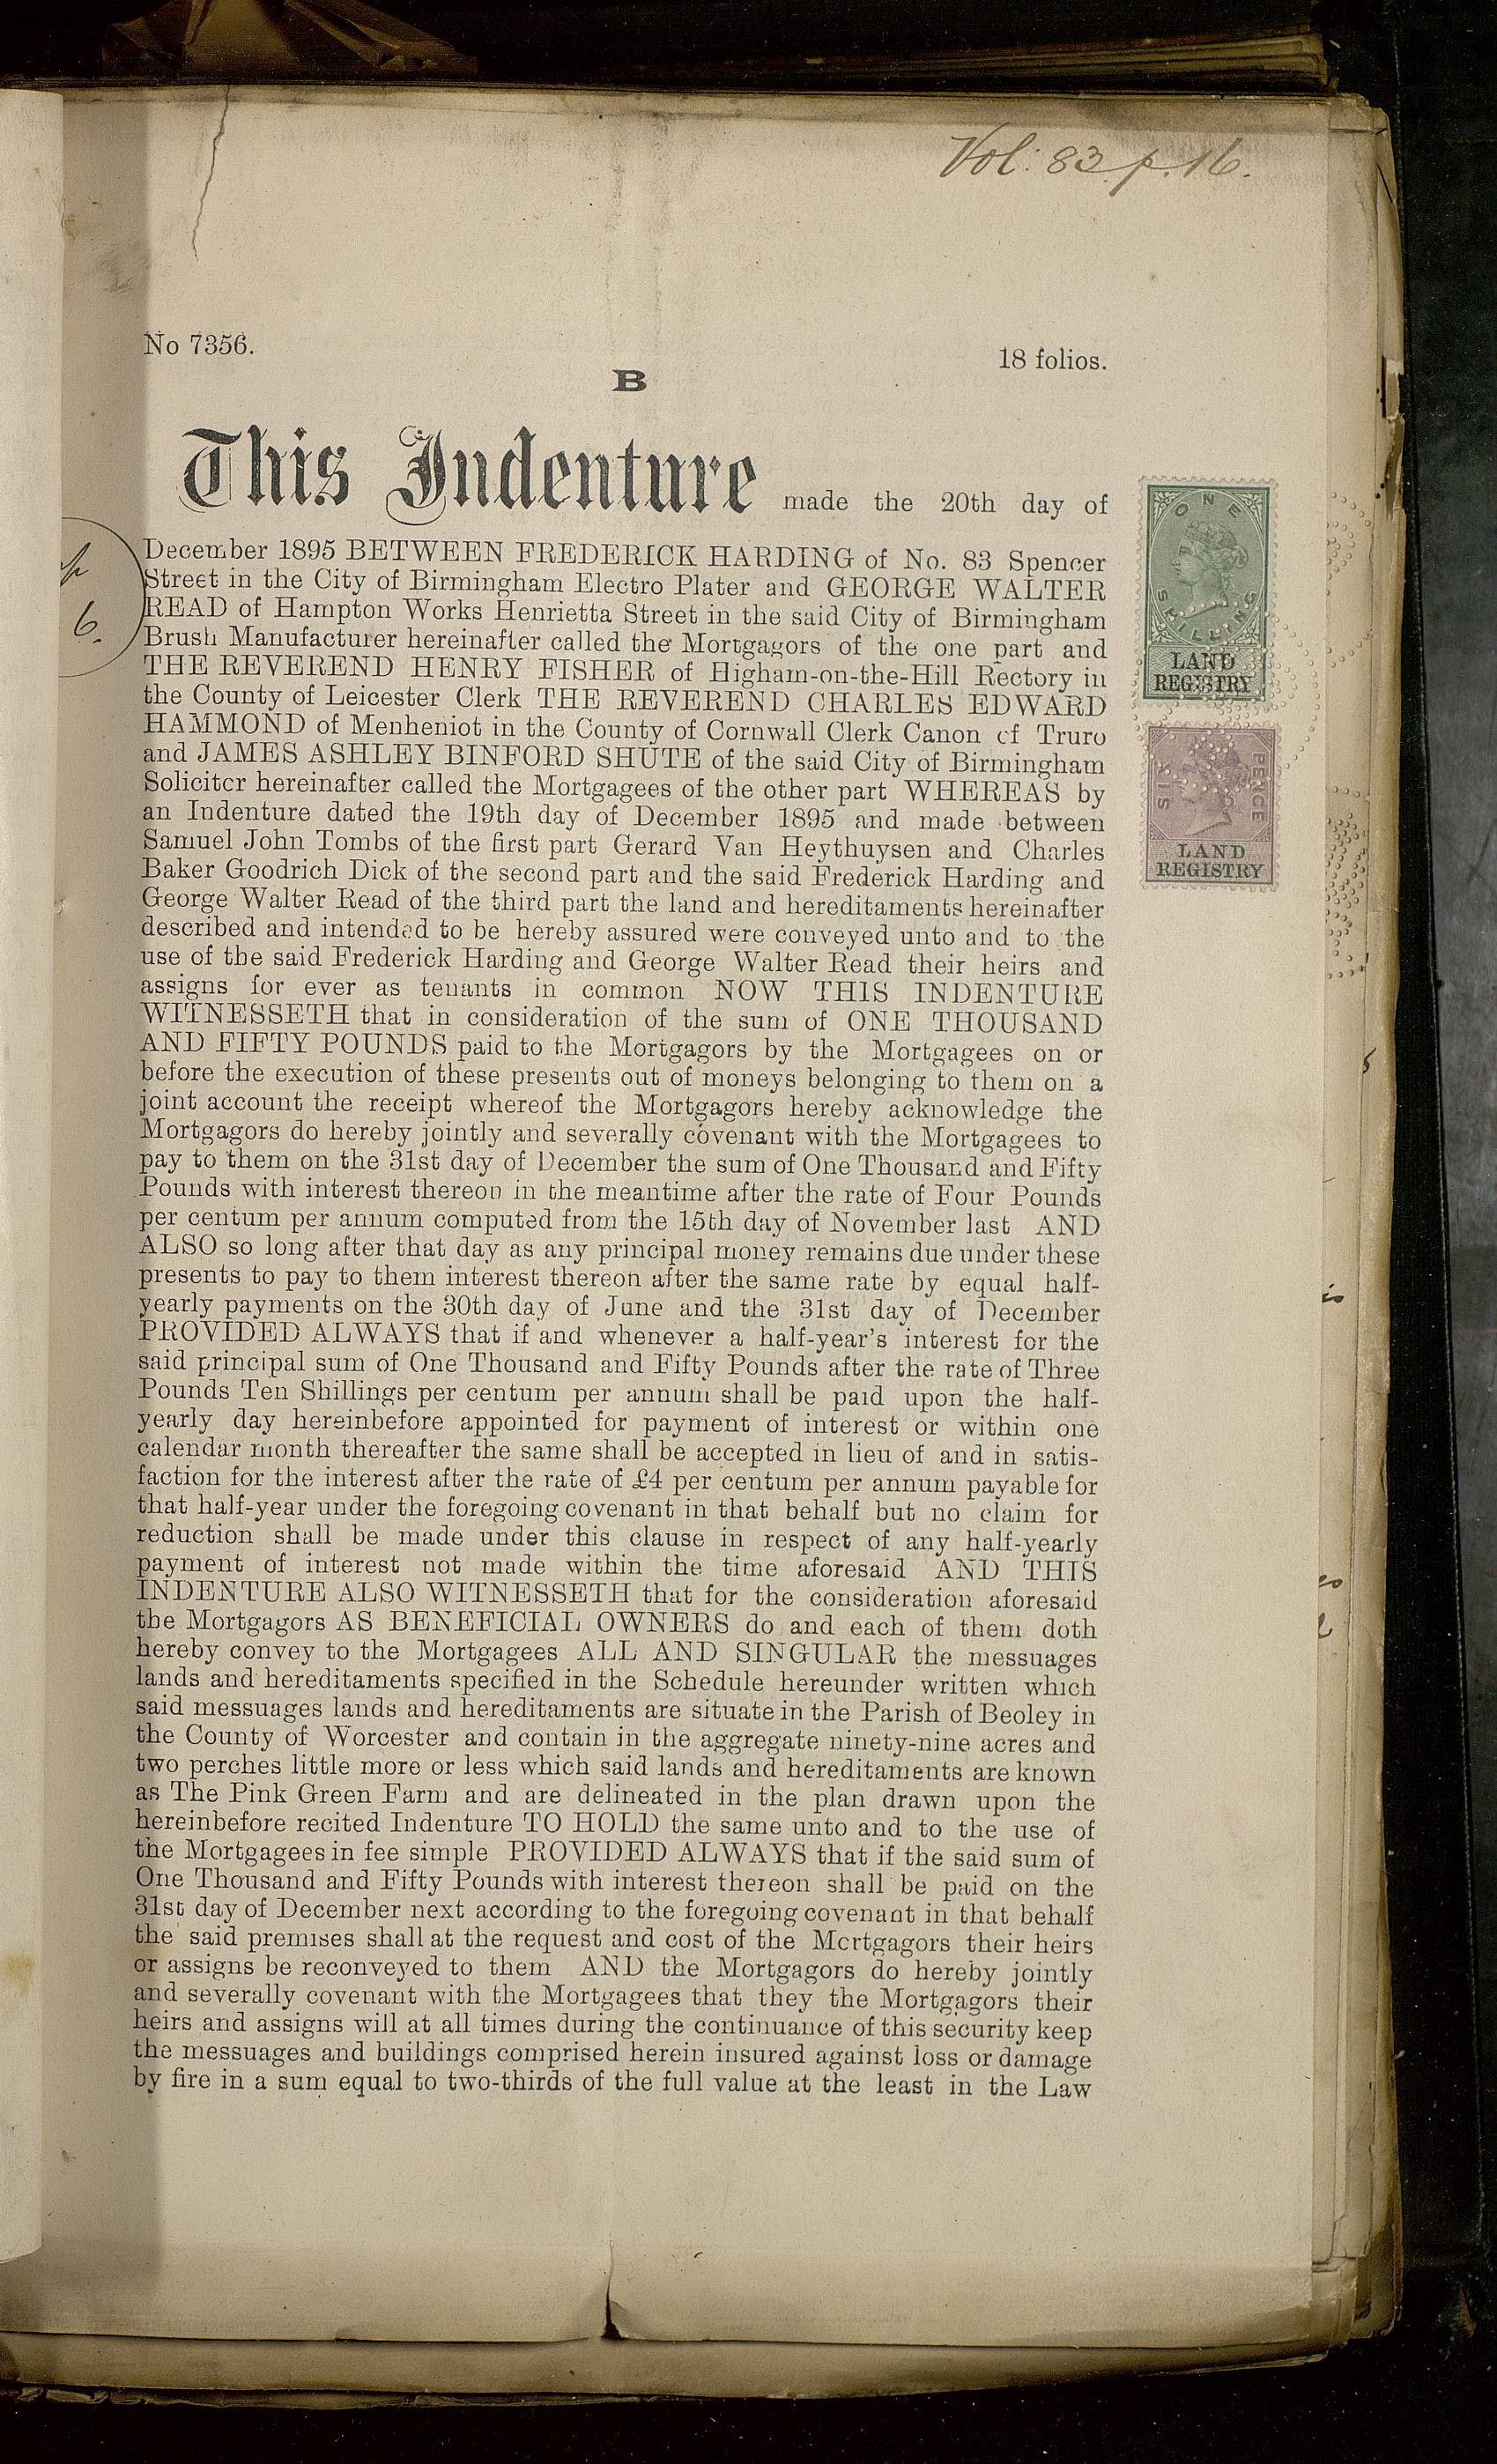 Vol: 83. p. 16.
No 7356.
18 folios.
B
This Indenture made the 20th day of
December 1895 BETWEEN FREDERICK HARDING of No. 83 Spencer
Street in the City of Birmingham Electro Plater and GEORGE WALTER
READ of Hampton Works Henrietta Street in the said City of Birmingham
Brush Manufacturer hereinafter called the Mortgagors of the one part and
THE REVEREND HENRY FISHER of Higham-on-the-Hill Rectory in
the County of Leicester Clerk THE REVEREND CHARLES EDWARD
HAMMOND of Menheniot in the County of Cornwall Clerk Canon of Truro
and JAMES ASHLEY BINFORD SHUTE of the said City of Birmingham
Solicitor hereinafter called the Mortgagees of the other part WHEREAS by
an Indenture dated the 19th day of December 1895 and made between
Samuel John Tombs of the first part Gerard Van Heythuysen and Charles
Baker Goodrich Dick of the second part and the said Frederick Harding and
George Walter Read of the third part the land and hereditaments hereinafter
described and intended to be hereby assured were conveyed unto and to the
use of the said Frederick Harding and George Walter Read their heirs and
assigns for ever as tenants in common NOW THIS INDENTURE
WITNESSETH that in consideration of the sum of ONE THOUSAND
AND FIFTY POUNDS paid to the Mortgagors by the Mortgagees on or
before the execution of these presents out of moneys belonging to them on a
joint account the receipt whereof the Mortgagors hereby acknowledge the
Mortgagors do hereby jointly and severally covenant with the Mortgagees to
pay to them on the 31st day of December the sum of One Thousand and Fifty
Pounds with interest thereon in the meantime after the rate of Four Pounds
per centum per annum computed from the 15th day of November last AND
ALSO so long after that day as any principal money remains due under these
presents to pay to them interest thereon after the same rate by equal half-
yearly payments on the 30th day of June and the 31st day of December
PROVIDED ALWAYS that if and whenever a half-year's interest for the
said principal sum of One Thousand and Fifty Pounds after the rate of Three
Pounds Ten Shillings per centum per annum shall be paid upon the half-
yearly day hereinbefore appointed for payment of interest or within one
calendar month thereafter the same shall be accepted in lieu of and in satis-
faction for the interest after the rate of £4 per centum per annum payable for
that half-year under the foregoing covenant in that behalf but no claim for
reduction shall be made under this clause in respect of any half-yearly
payment of interest not made within the time aforesaid AND THIS
INDENTURE ALSO WITNESSETH that for the consideration aforesaid
the Mortgagors AS BENEFICIAL OWNERS do and each of them doth
hereby convey to the Mortgagees ALL AND SINGULAR the messuages
lands and hereditaments specified in the Schedule hereunder written which
said messuages lands and hereditaments are situate in the Parish of Beoley in
the County of Worcester and contain in the aggregate ninety-nine acres and
two perches little more or less which said lands and hereditaments are known
as The Pink Green Farm and are delineated in the plan drawn upon the
hereinbefore recited Indenture TO HOLD the same unto and to the use of
the Mortgagees in fee simple PROVIDED ALWAYS that if the said sum of
One Thousand and Fifty Pounds with interest thereon shall be paid on the
31st day of December next according to the foregoing covenant in that behalf
the said premises shall at the request and cost of the Mortgagors their heirs
or assigns be reconveyed to them AND the Mortgagors do hereby jointly
and severally covenant with the Mortgagees that they the Mortgagors their
heirs and assigns will at all times during the continuance of this security keep
the messuages and buildings comprised herein insured against loss or damage
by fire in a sum equal to two-thirds of the full value at the least in the Law
ONE
SHILLING
LAND
REGISTRY
SIX
PENCE
LAND
REGISTRY
6.